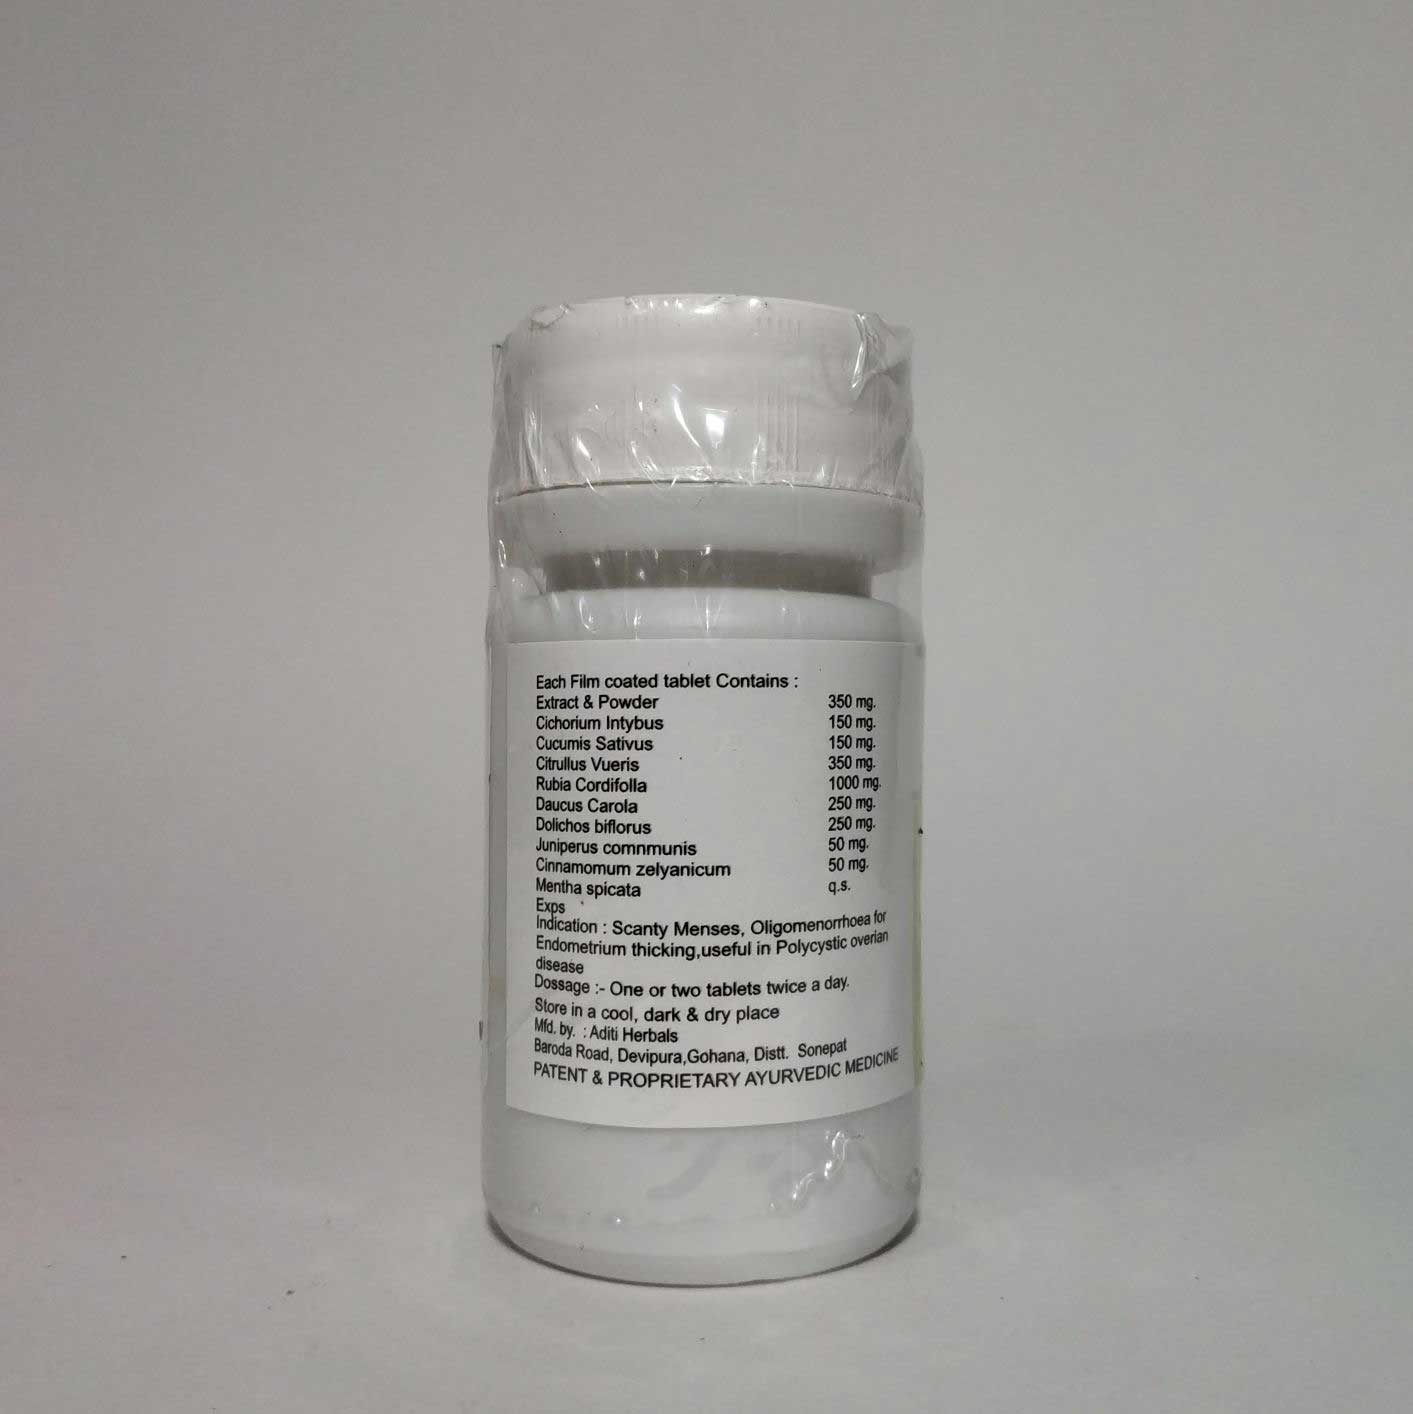 Each Film coated tablet Contains :
Extract & Powder 350 mg.
Cichorium Intybus 150 mg.
Cucumis Sativus 150 mg.
Citrullus Vueris 350 mg.
Rubia Cordifolla 1000 mg.
Daucus Carola 250 mg.
Dolichos biflorus 250 mg.
Juniperus comnmunis 50 mg.
Cinnamomum zelyanicum 50 mg.
Mentha spicata q.s.
Exps
Indication : Scanty Menses, Oligomenorrhoea for
Endometrium thicking,useful in Polycystic overian
disease
Dossage :- One or two tablets twice a day.
Store in a cool, dark & dry place
Mfd. by. : Aditi Herbals
Baroda Road, Devipura,Gohana, Distt. Sonepat
PATENT & PROPRIETARY AYURVEDIC MEDICINE